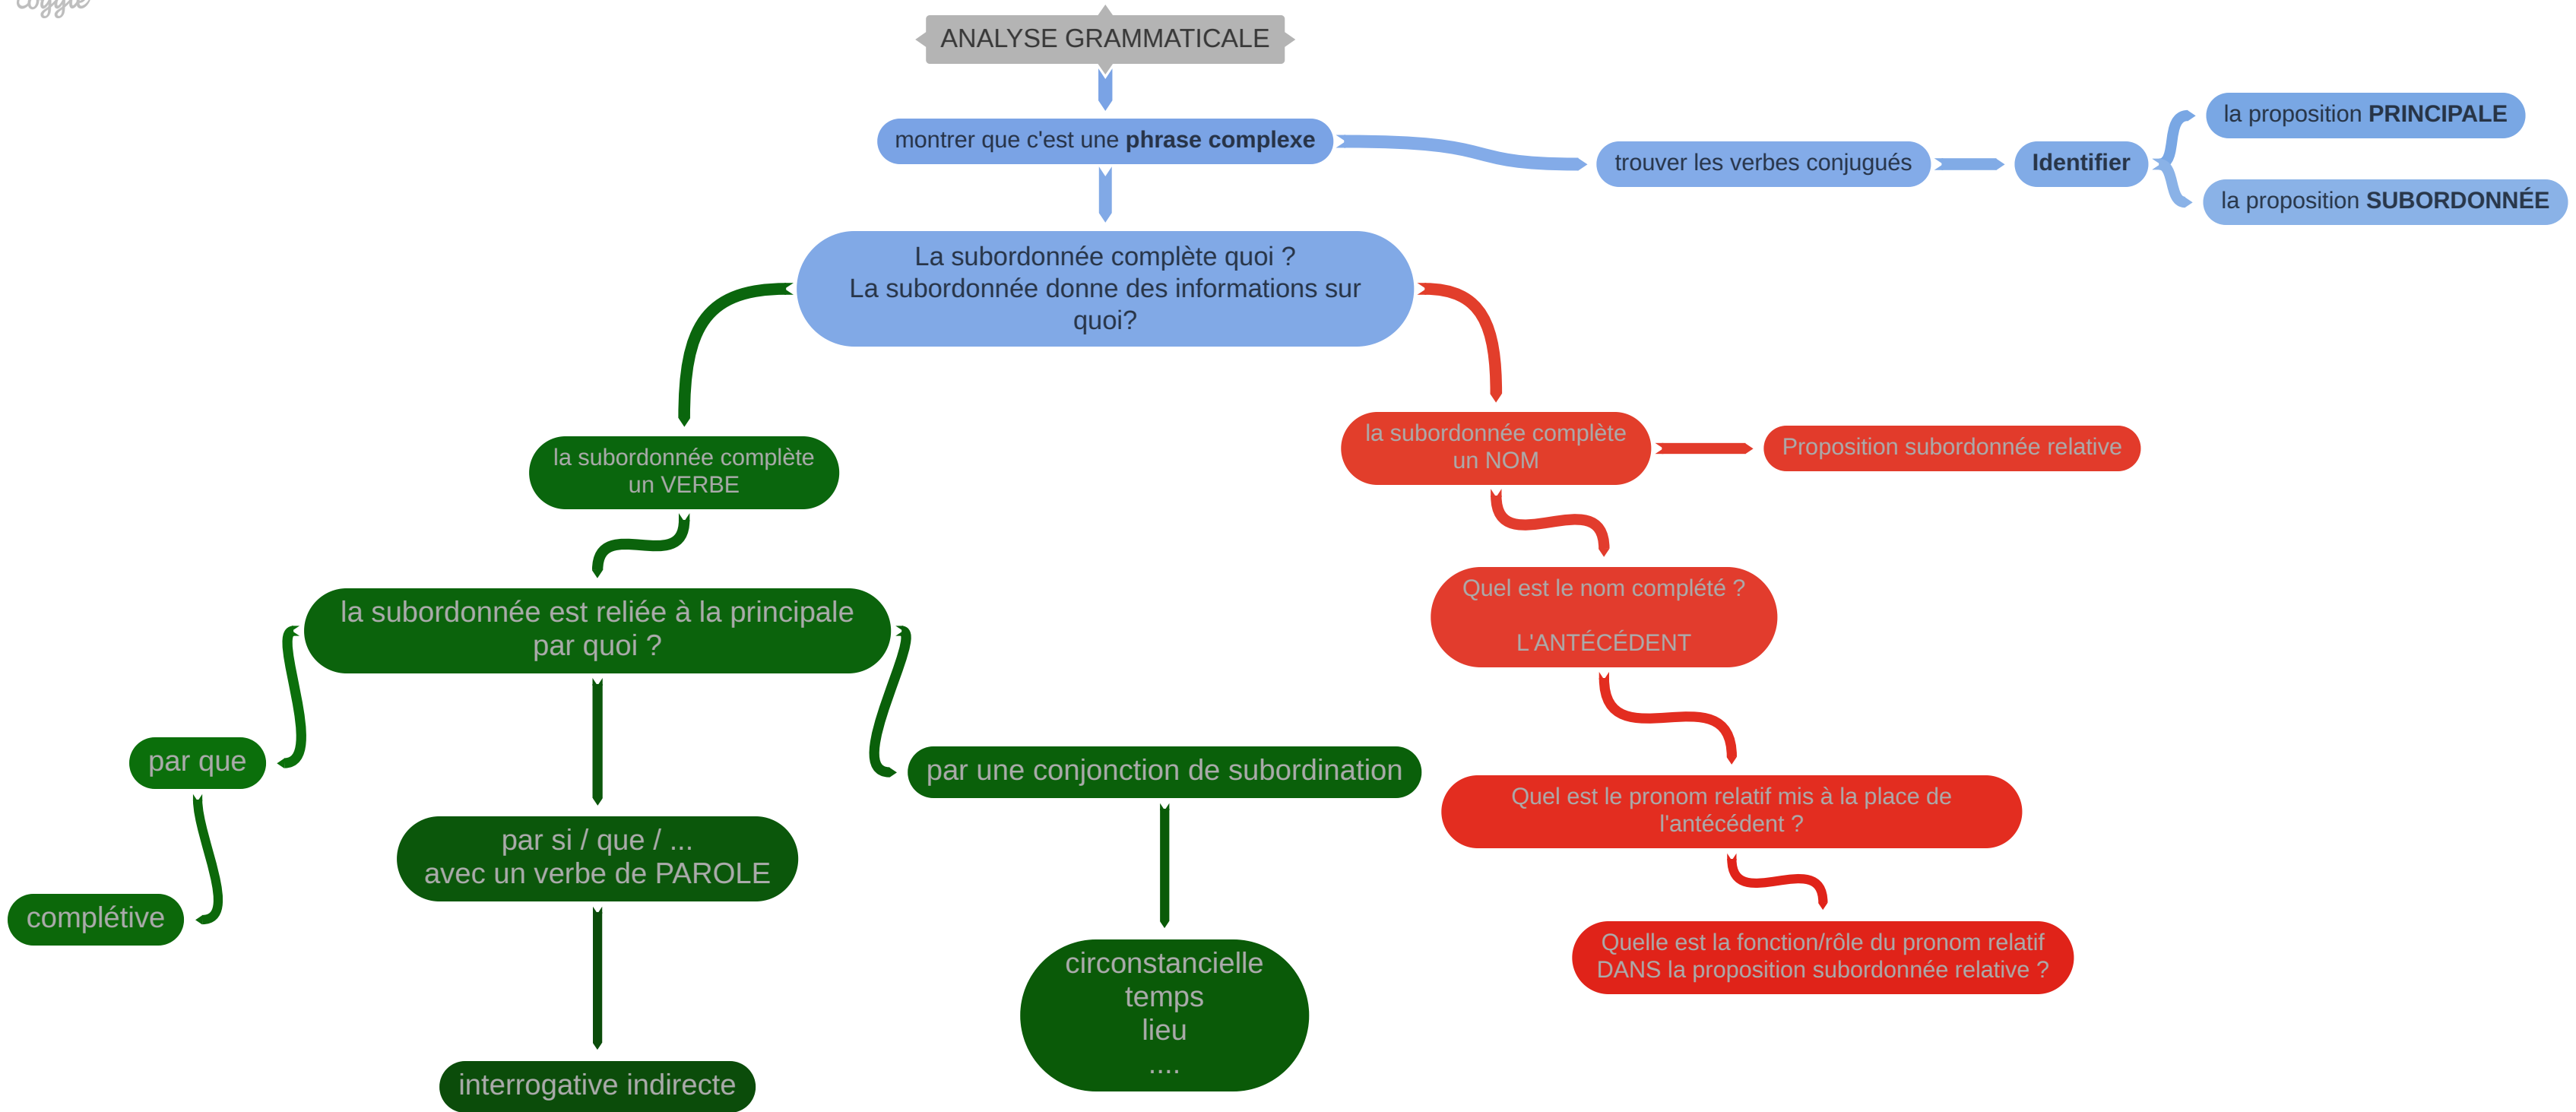 coggle
ANALYSE GRAMMATICALE
montrer que c'est une phrase complexe
trouver les verbes conjugués
Identifier
la proposition PRINCIPALE
la proposition SUBORDONNÉE
La subordonnée complète quoi ?
La subordonnée donne des informations sur
quoi?
la subordonnée complète
un VERBE
la subordonnée est reliée à la principale
par quoi ?
par que
complétive
par si / que / ...
avec un verbe de PAROLE
interrogative indirecte
par une conjonction de subordination
circonstancielle
temps
lieu
....
la subordonnée complète
un NOM
Proposition subordonnée relative
Quel est le nom complété ?
L'ANTÉCÉDENT
Quel est le pronom relatif mis à la place de
l'antécédent ?
Quelle est la fonction/rôle du pronom relatif
DANS la proposition subordonnée relative ?